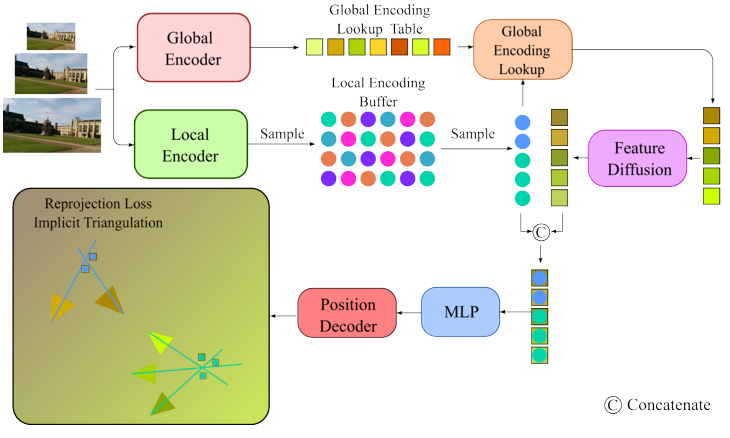 Global
Encoder
Global Encoding
Lookup Table
Global
Encoding
Lookup
Local
Encoder
Sample
Local Encoding
Buffer
Sample
Feature
Diffusion
C
Reprojection Loss
Implicit Triangulation
Position
Decoder
MLP
C Concatenate